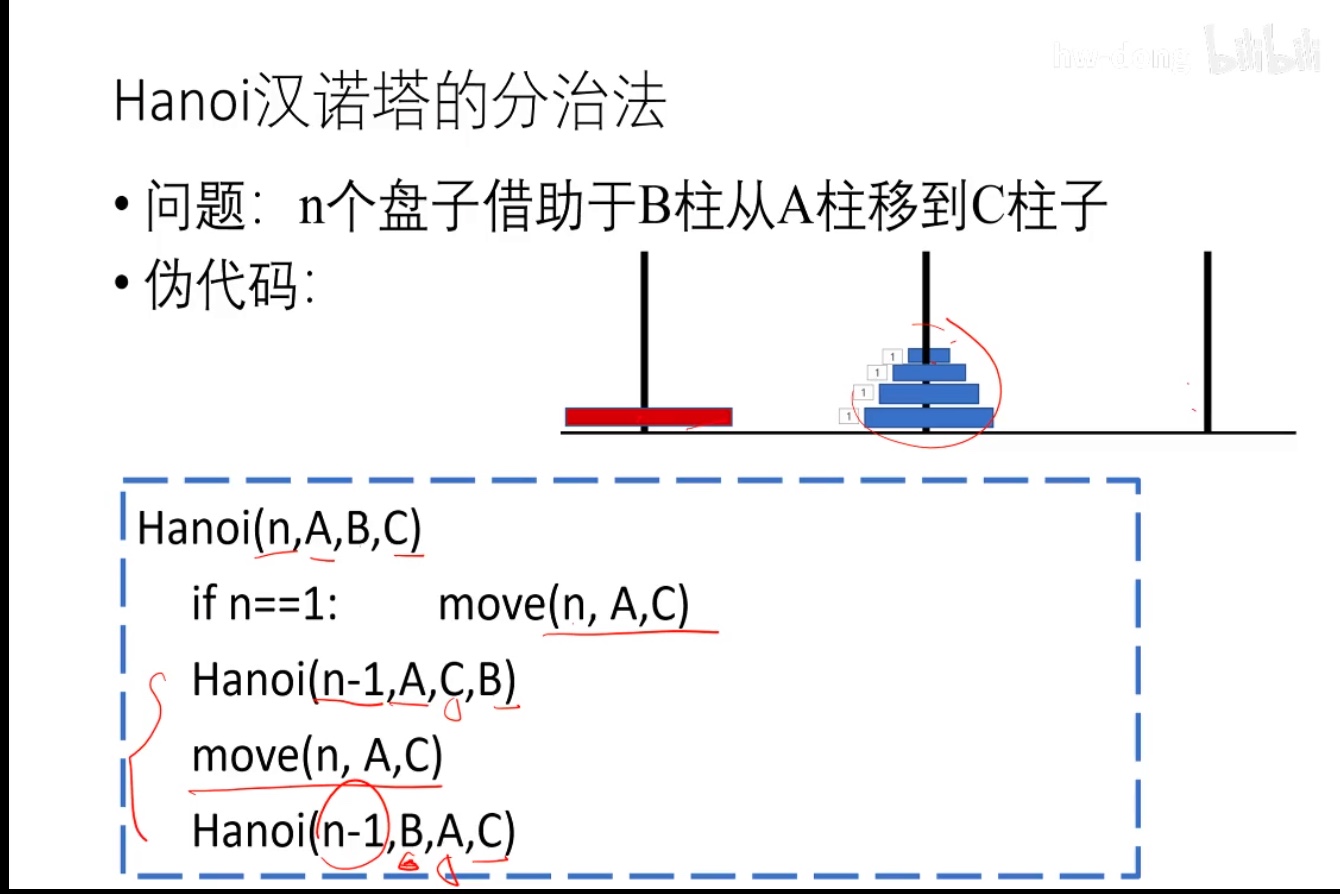 hw-dong bilibili
Hanoi汉诺塔的分治法
• 问题：n个盘子借助于B柱从A柱移到C柱子
• 伪代码：
1
1
1
1
Hanoi(n,A,B,C)
if n==1: move(n, A,C)
Hanoi(n-1,A,C,B)
move(n, A,C)
Hanoi(n-1,B,A,C)